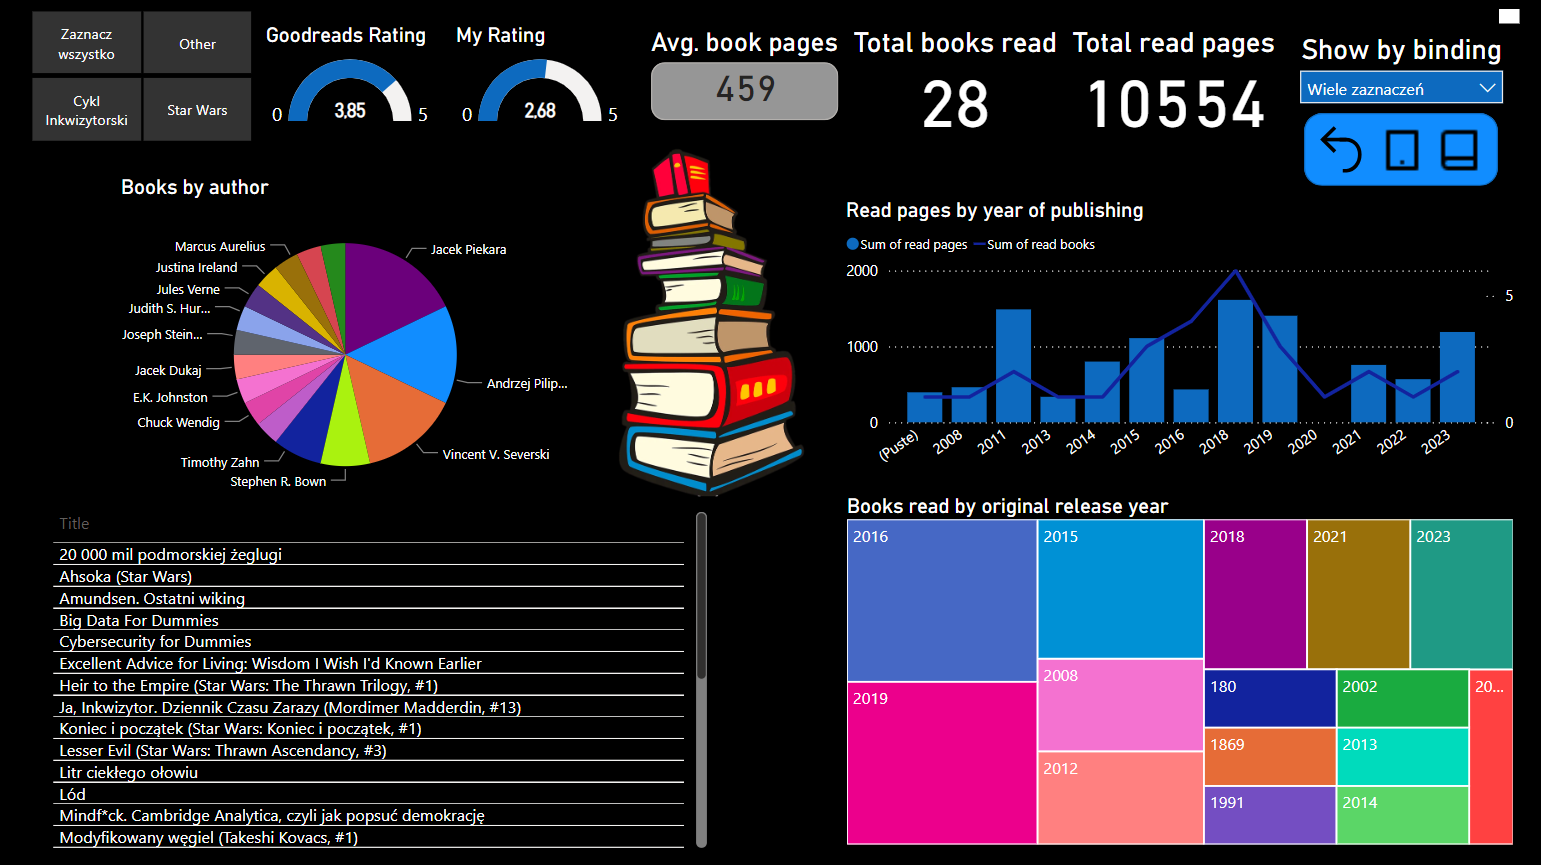 Zaznacz
wszystko
Other
Cykl
Inkwizytorski
Star Wars
Goodreads Rating
0
3,85
5
My Rating
0
2,68
5
Avg. book pages
459
Total books read
28
Total read pages
10554
Show by binding
Wiele zaznaczeń
Books by author
Marcus Aurelius
Justina Ireland
Jules Verne
Judith S. Hur...
Joseph Stein...
Jacek Dukaj
E.K. Johnston
Chuck Wendig
Timothy Zahn
Stephen R. Bown
Jacek Piekara
Andrzej Pilip...
Vincent V. Severski
Read pages by year of publishing
Sum of read pages
Sum of read books
2000
1000
0
5
0
(Puste)
2008
2011
2013
2014
2015
2016
2018
2019
2020
2021
2022
2023
Title
20 000 mil podmorskiej żeglugi
Ahsoka (Star Wars)
Amundsen. Ostatni wiking
Big Data For Dummies
Cybersecurity for Dummies
Excellent Advice for Living: Wisdom I Wish I'd Known Earlier
Heir to the Empire (Star Wars: The Thrawn Trilogy, #1)
Ja, Inkwizytor. Dziennik Czasu Zarazy (Mordimer Madderdin, #13)
Koniec i początek (Star Wars: Koniec i początek, #1)
Lesser Evil (Star Wars: Thrawn Ascendancy, #3)
Litr ciekłego ołowiu
Lód
Mindf*ck. Cambridge Analytica, czyli jak popsuć demokrację
Modyfikowany węgiel (Takeshi Kovacs, #1)
Books read by original release year
2016
2015
2018
2021
2023
2019
2008
2012
180
2002
20...
1869
2013
1991
2014